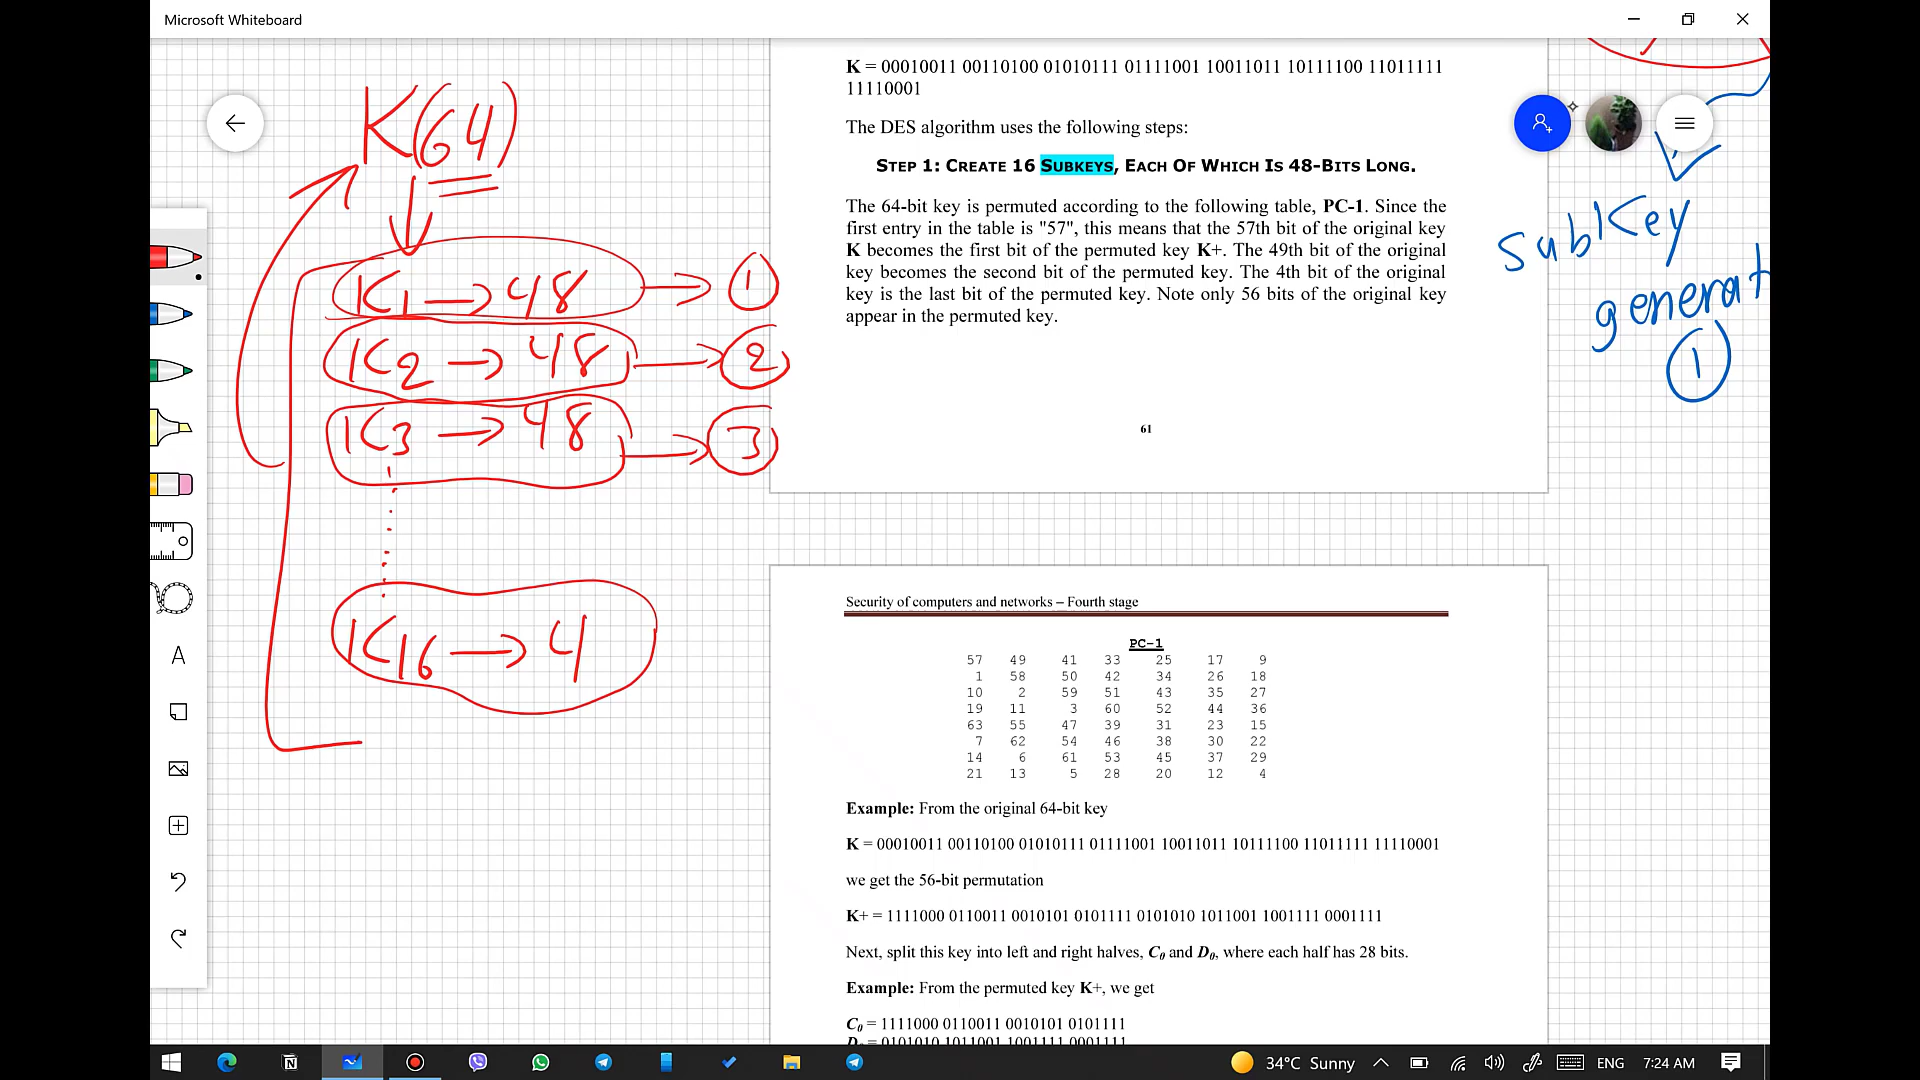 Microsoft Whiteboard
K(64)
K1 → 48 → 1
K2 → 48 → 2
K3 → 48 → 3
K16 → 4
K = 00010011 00110100 01010111 01111001 10011011 10111100 11011111
11110001
The DES algorithm uses the following steps:
STEP 1: CREATE 16 SUBKEYS, EACH OF WHICH IS 48-BITS LONG.
The 64-bit key is permuted according to the following table, PC-1. Since the
first entry in the table is "57", this means that the 57th bit of the original key
K becomes the first bit of the permuted key K+. The 49th bit of the original
key becomes the second bit of the permuted key. The 4th bit of the original
key is the last bit of the permuted key. Note only 56 bits of the original key
appear in the permuted key.
61
subKey
generat
1
Security of computers and networks – Fourth stage
PC-1
57 49 41 33 25 17 9
1 58 50 42 34 26 18
10 2 59 51 43 35 27
19 11 3 60 52 44 36
63 55 47 39 31 23 15
7 62 54 46 38 30 22
14 6 61 53 45 37 29
21 13 5 28 20 12 4
Example: From the original 64-bit key
K = 00010011 00110100 01010111 01111001 10011011 10111100 11011111 11110001
we get the 56-bit permutation
K+ = 1111000 0110011 0010101 0101111 0101010 1011001 1001111 0001111
Next, split this key into left and right halves, C0 and D0, where each half has 28 bits.
Example: From the permuted key K+, we get
C0 = 1111000 0110011 0010101 0101111
D0 = 0101010 1011001 1001111 0001111
34°C Sunny
ENG
7:24 AM